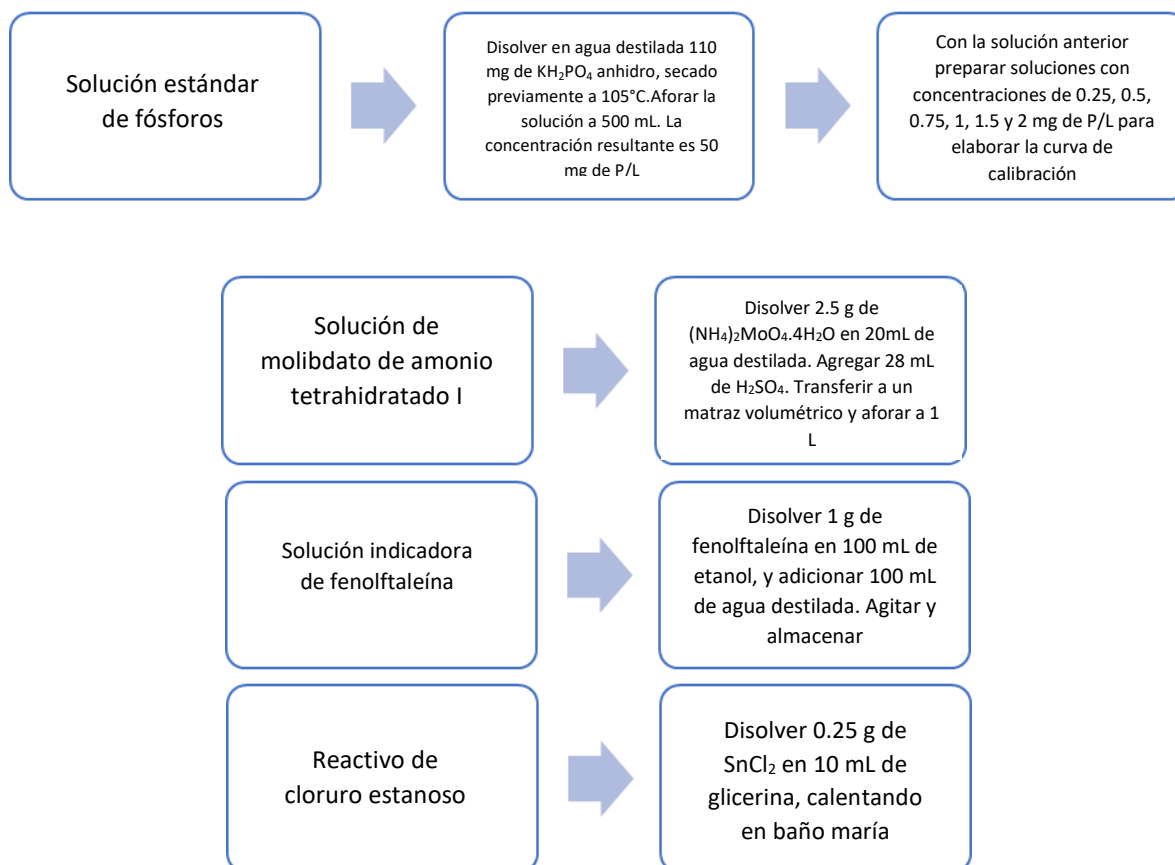 Solución estándar
de fósforos
Disolver en agua destilada 110
mg de KH₂PO₄ anhidro, secado
previamente a 105°C.Aforar la
solución a 500 mL. La
concentración resultante es 50
mg de P/L
Con la solución anterior
preparar soluciones con
concentraciones de 0.25, 0.5,
0.75, 1, 1.5 y 2 mg de P/L para
elaborar la curva de
calibración
Solución de
molibdato de amonio
tetrahidratado I
Disolver 2.5 g de
(NH₄)₂MoO₄.4H₂O en 20mL de
agua destilada. Agregar 28 mL
de H₂SO₄. Transferir a un
matraz volumétrico y aforar a 1
L
Solución indicadora
de fenolftaleína
Disolver 1 g de
fenolftaleína en 100 mL de
etanol, y adicionar 100 mL
de agua destilada. Agitar y
almacenar
Reactivo de
cloruro estanoso
Disolver 0.25 g de
SnCl₂ en 10 mL de
glicerina, calentando
en baño maría